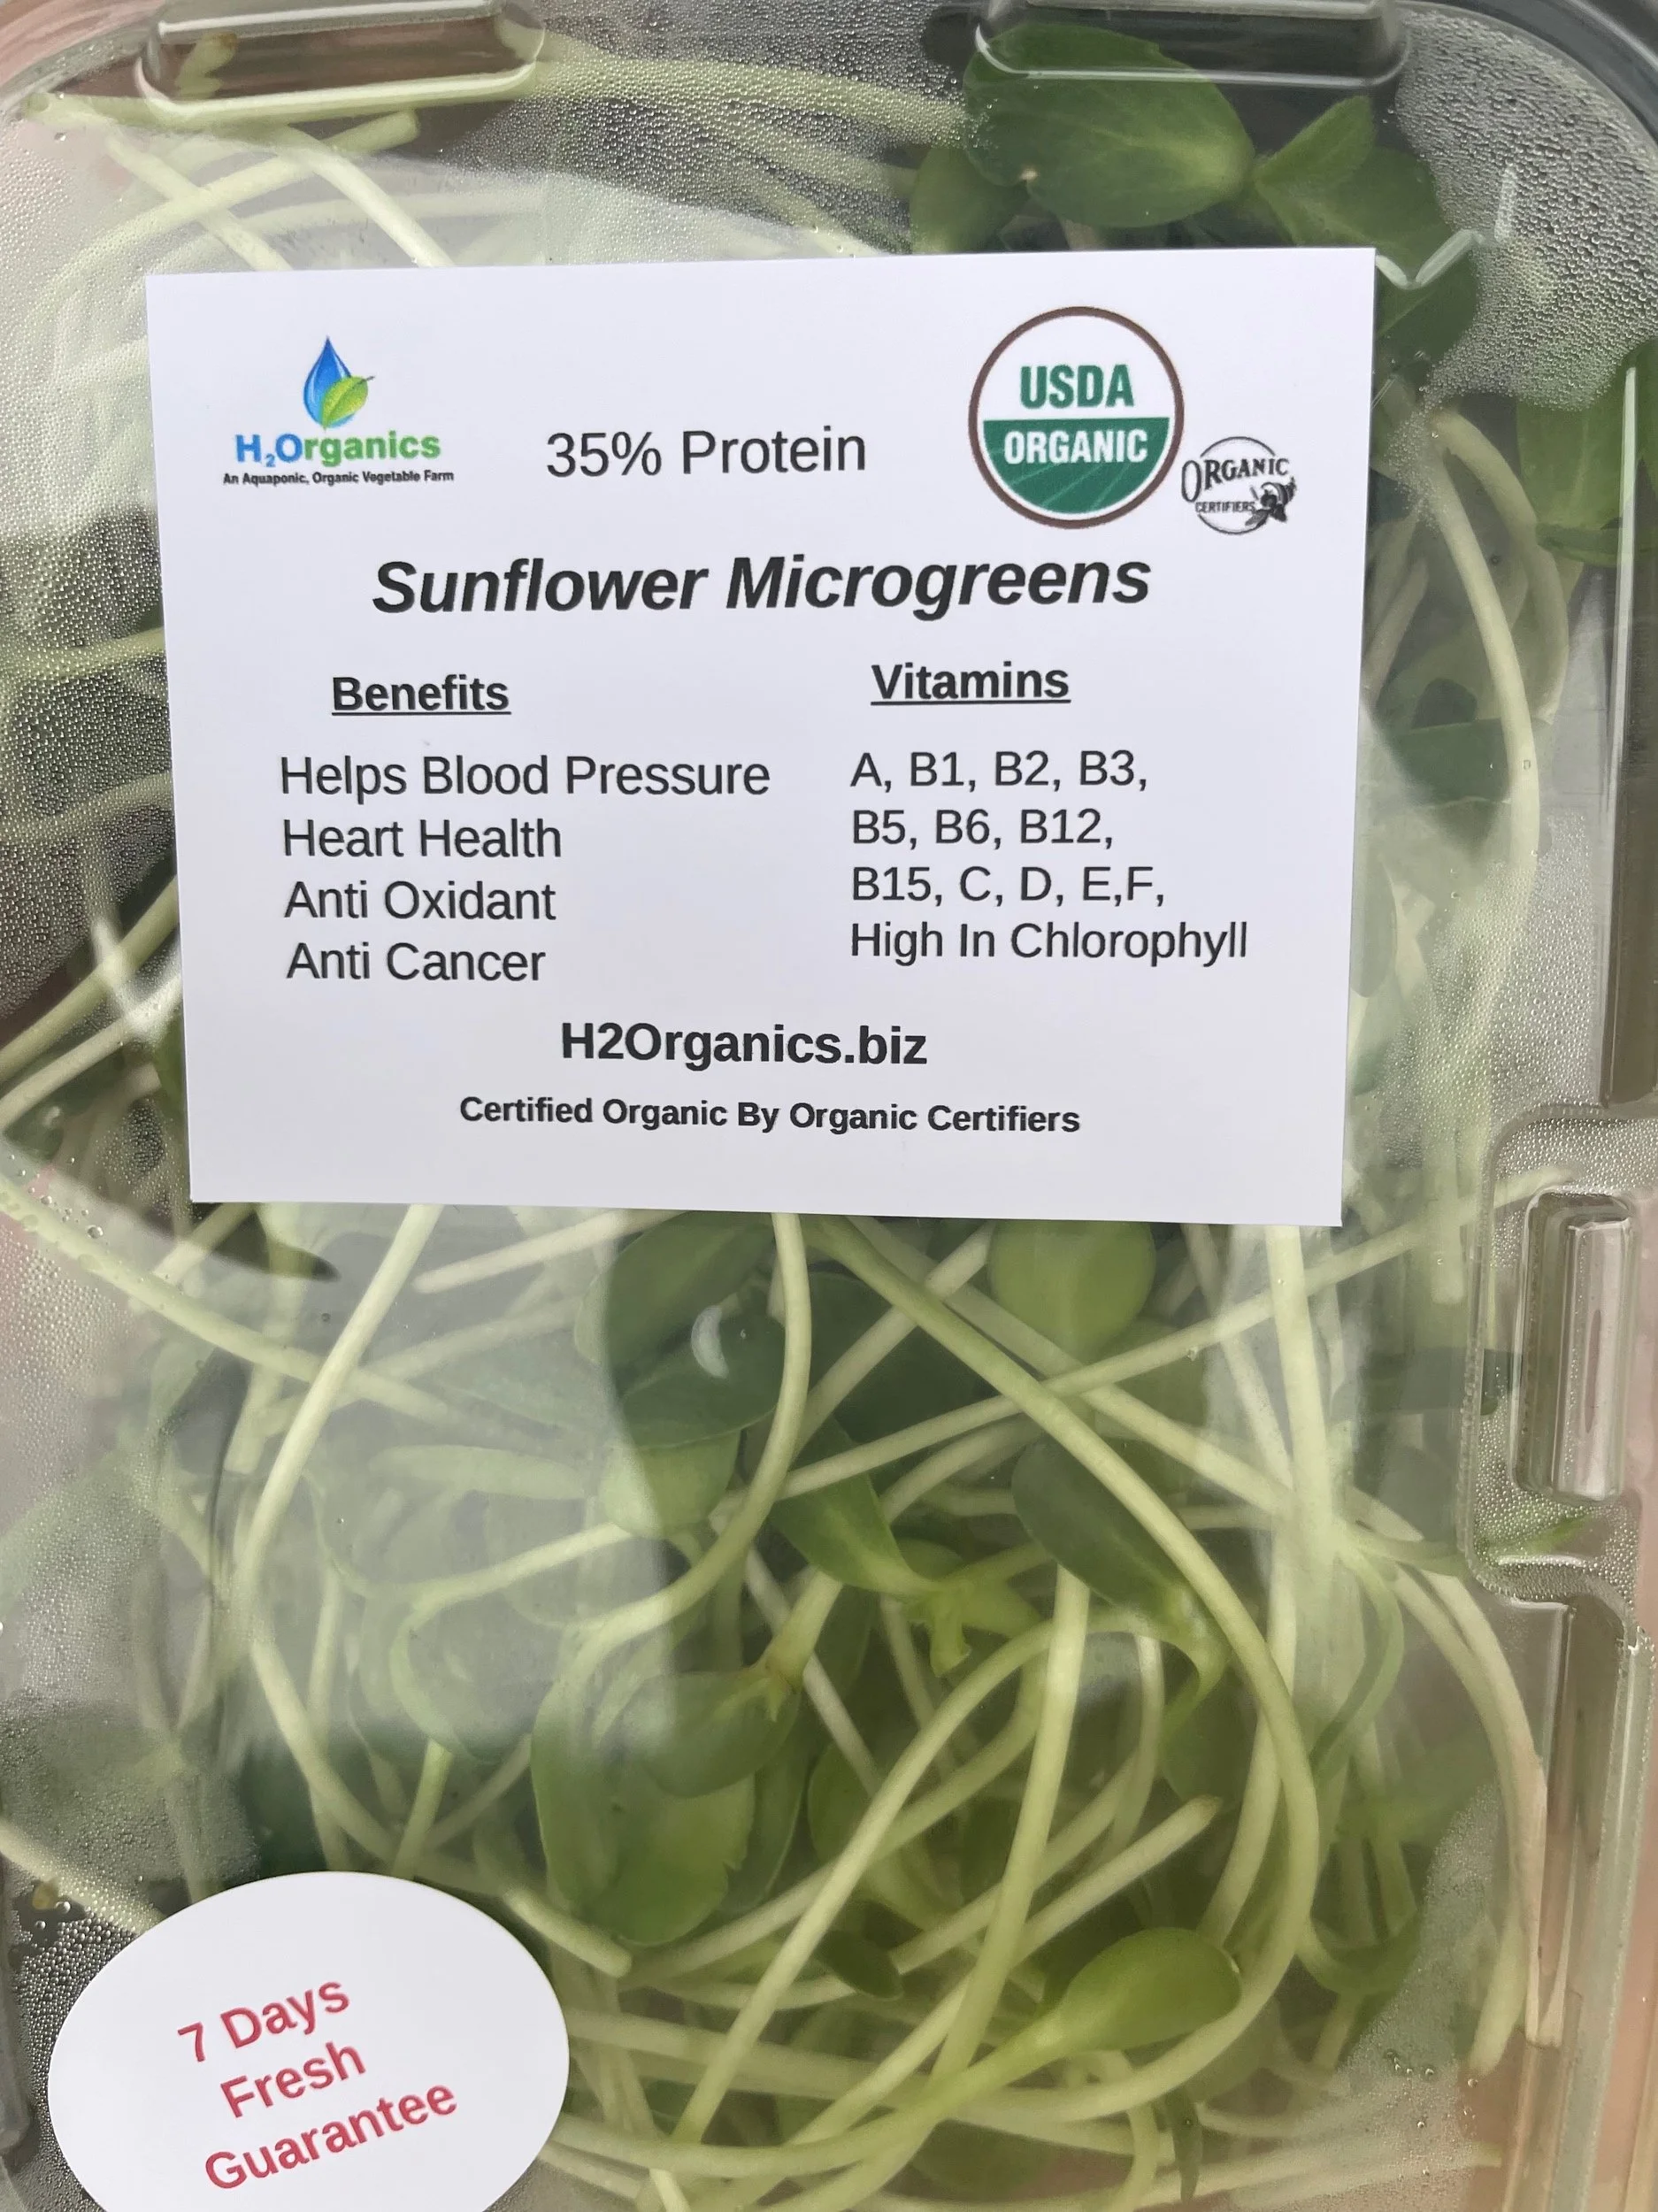 H2Organics
An Aquaponic, Organic Vegetable Farm
35% Protein
USDA
ORGANIC
ORGANIC
CERTIFIERS
Sunflower Microgreens
Benefits
Helps Blood Pressure
Heart Health
Anti Oxidant
Anti Cancer
Vitamins
A, B1, B2, B3,
B5, B6, B12,
B15, C, D, E,F,
High In Chlorophyll
H2Organics.biz
Certified Organic By Organic Certifiers
7 Days
Fresh
Guarantee